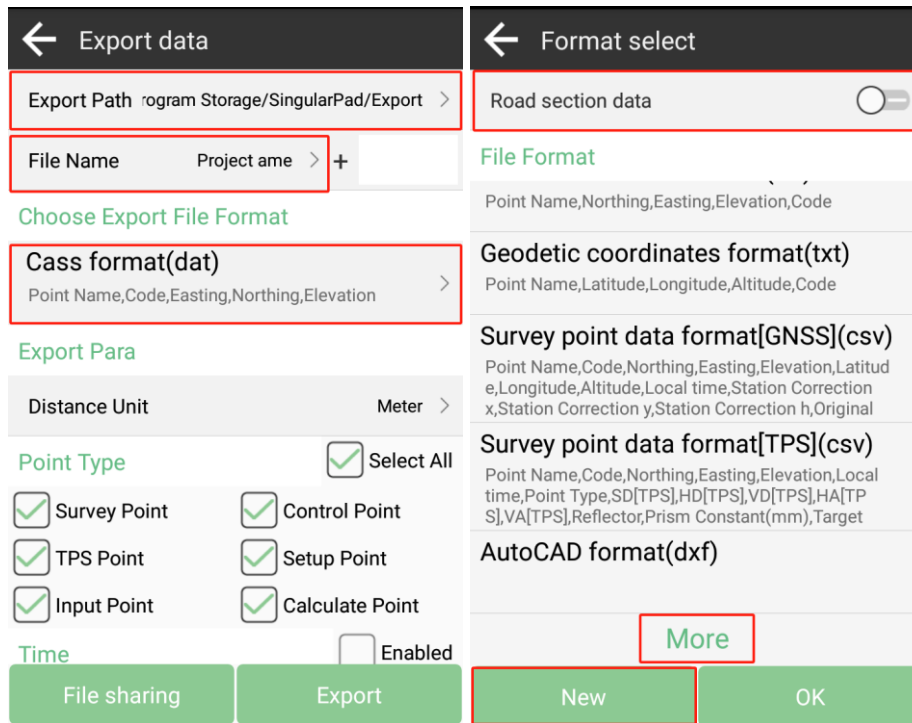 Export data
Export Path rogram Storage/SingularPad/Export
File Name Project ame +
Choose Export File Format
Cass format(dat)
Point Name,Code,Easting,Northing,Elevation
Export Para
Distance Unit Meter
Point Type Select All
Survey Point Control Point
TPS Point Setup Point
Input Point Calculate Point
Time Enabled
File sharing Export
Format select
Road section data
File Format
Point Name,Northing,Easting,Elevation,Code
Geodetic coordinates format(txt)
Point Name,Latitude,Longitude,Altitude,Code
Survey point data format[GNSS](csv)
Point Name,Code,Northing,Easting,Elevation,Latitud
e,Longitude,Altitude,Local time,Station Correction
x,Station Correction y,Station Correction h,Original
Survey point data format[TPS](csv)
Point Name,Code,Northing,Easting,Elevation,Local
time,Point Type,SD[TPS],HD[TPS],VD[TPS],HA[TP
S],VA[TPS],Reflector,Prism Constant(mm),Target
AutoCAD format(dxf)
More
New OK